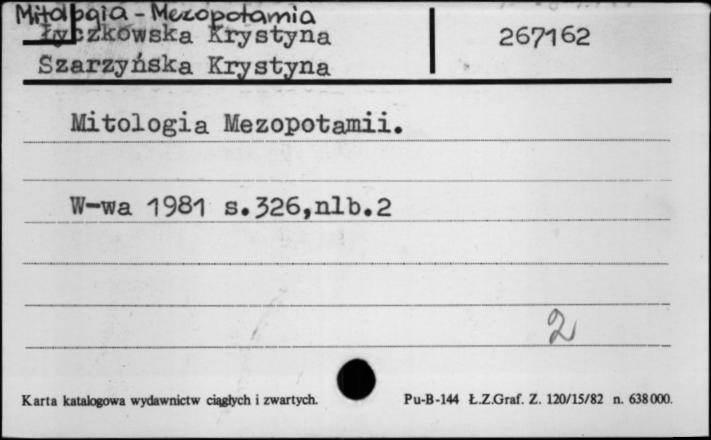 Mitologia - Mezopotamia
Łyczkowska Krystyna
267162
Szarzyńska Krystyna
Mitologia Mezopotamii.
W-wa 1981 s.326,nlb.2
2
Karta katalogowa wydawnictw ciągłych i zwartych.
Pu-B-144 Ł.Z.Graf. Z. 120/15/82 n. 638000.